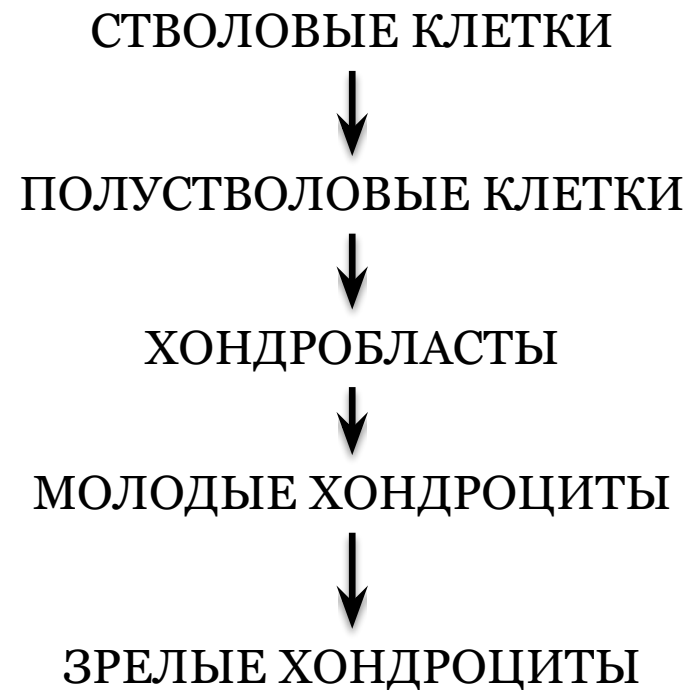 СТВОЛОВЫЕ КЛЕТКИ
ПОЛУСТВОЛОВЫЕ КЛЕТКИ
ХОНДРОБЛАСТЫ
МОЛОДЫЕ ХОНДРОЦИТЫ
ЗРЕЛЫЕ ХОНДРОЦИТЫ